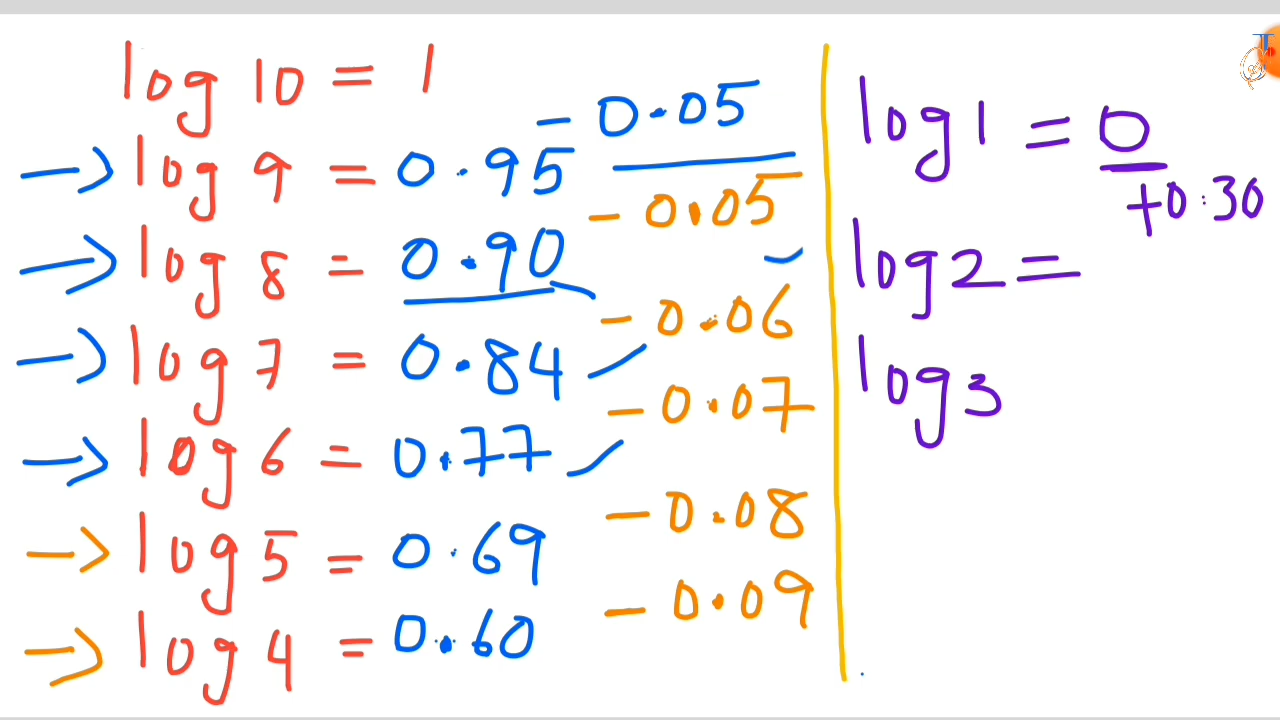 log 10 = 1
- 0.05
log 9 = 0.95
- 0.05
log 8 = 0.90
- 0.06
log 7 = 0.84
- 0.07
log 6 = 0.77
- 0.08
log 5 = 0.69
- 0.09
log 4 = 0.60
log 1 = 0
+0.30
log 2 =
log 3